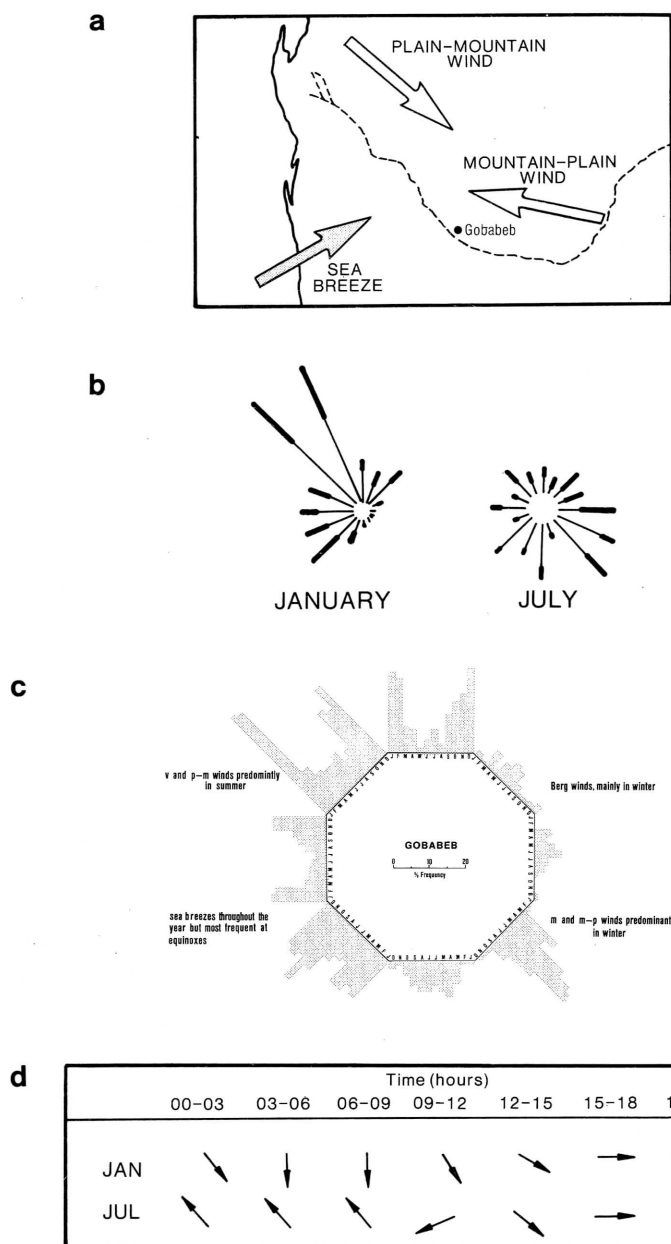 a
PLAIN–MOUNTAIN
WIND
MOUNTAIN–PLAIN
WIND
Gobabeb
SEA
BREEZE
b
JANUARY
JULY
c
v and p–m winds predomintly
in summer
Berg winds, mainly in winter
GOBABEB
0 10 20
% Frequency
sea breezes throughout the
year but most frequent at
equinoxes
m and m–p winds predominant
in winter
d
Time (hours)
00–03 03–06 06–09 09–12 12–15 15–18
JAN
JUL